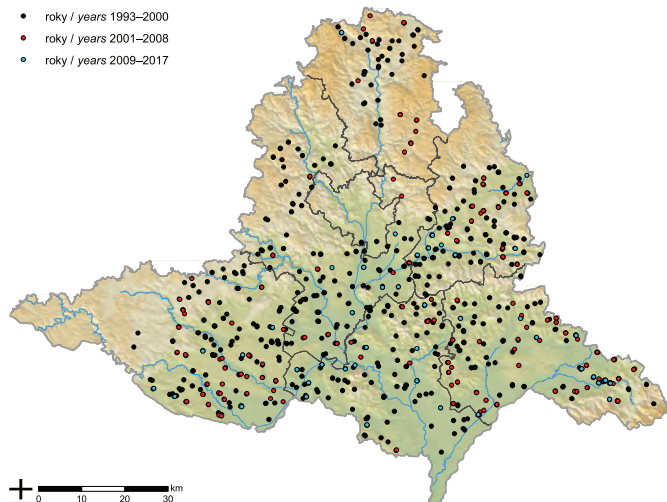 roky / years 1993–2000
roky / years 2001–2008
roky / years 2009–2017
km
0 10 20 30